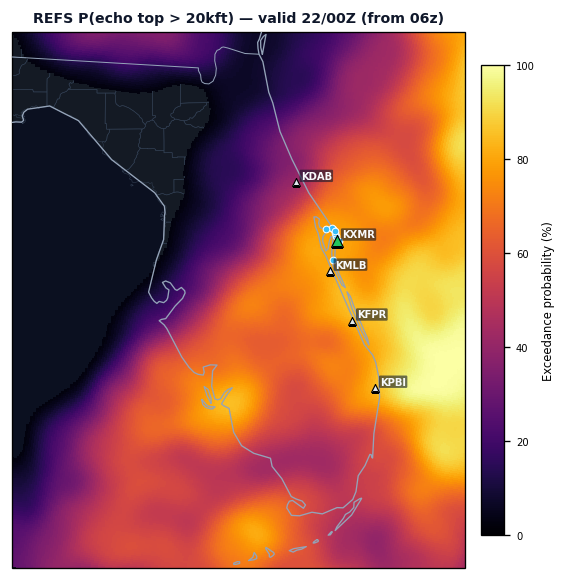 REFS P(echo top > 20kft) — valid 22/00Z (from 06z)
KDAB
KXMR
KMLB
KFPR
KPBI
100
80
60
40
20
0
Exceedance probability (%)